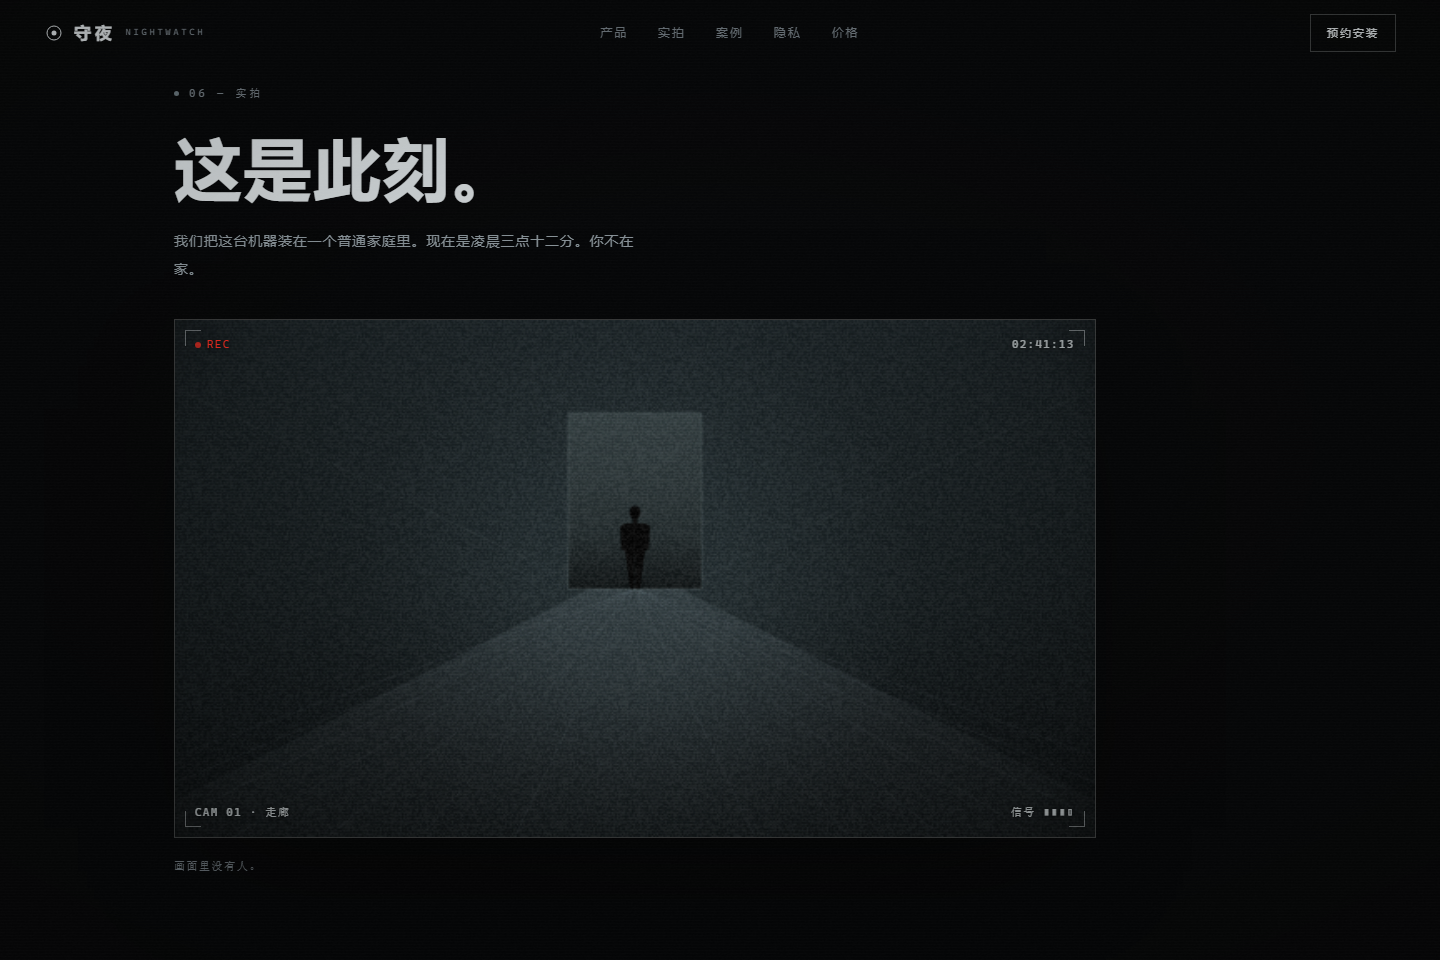 守夜 NIGHTWATCH
产品 实拍 案例 隐私 价格
预约安装
06 — 实拍
这是此刻。
我们把这台机器装在一个普通家庭里。现在是凌晨三点十二分。你不在
家。
REC
02:41:13
CAM 01 · 走廊
信号 ▮▮▮▯
画面里没有人。